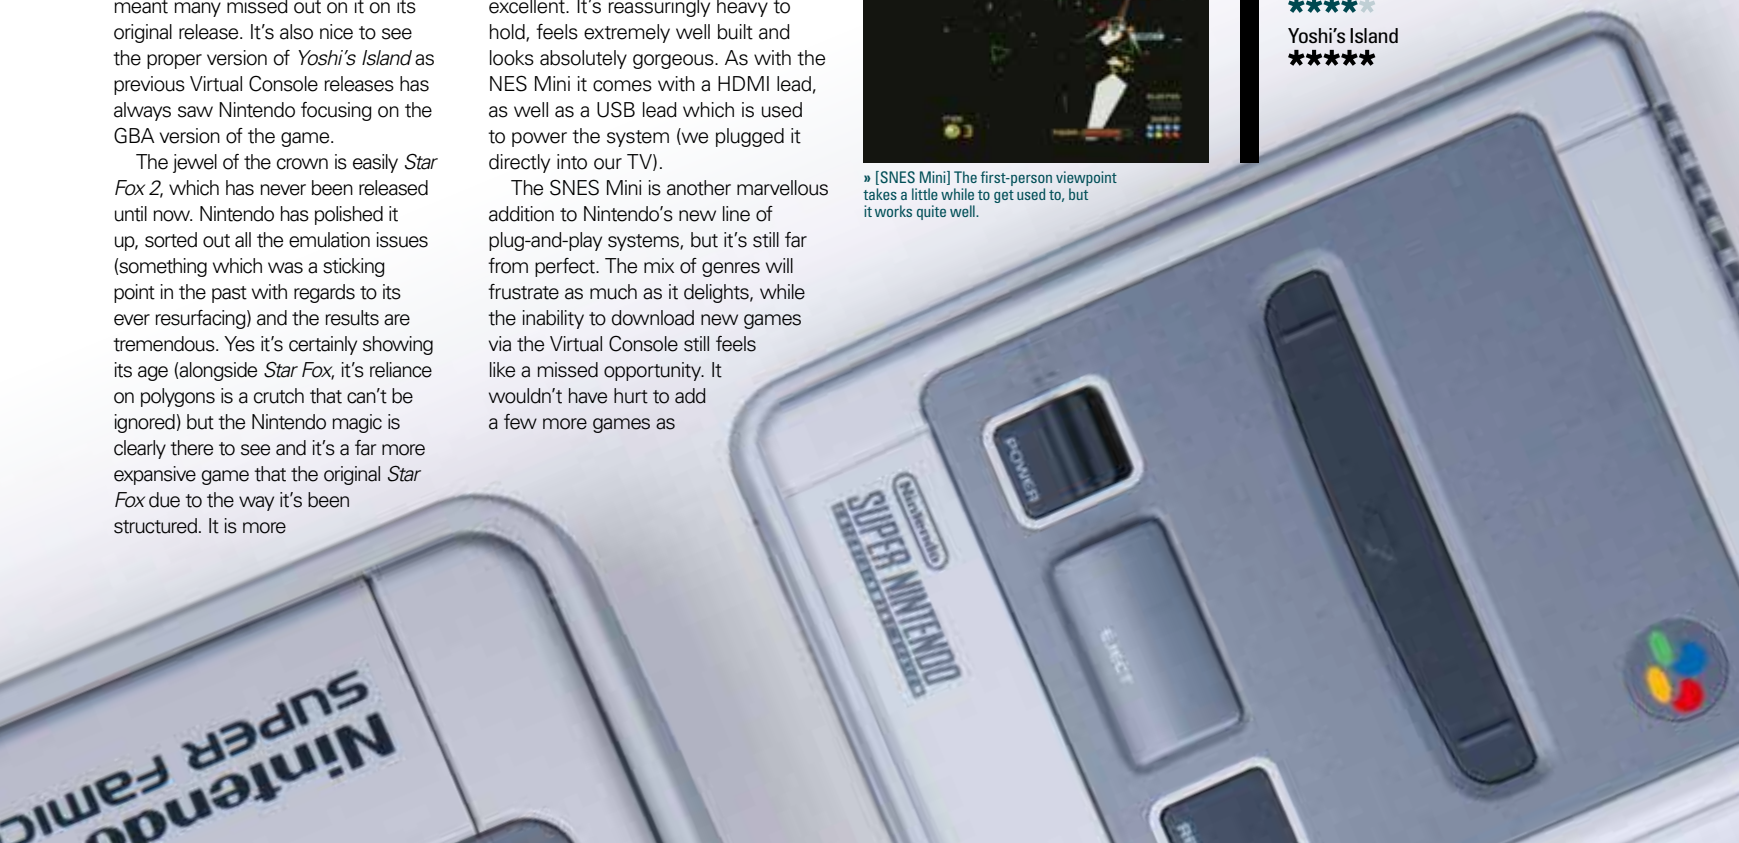 meant many missed out on it on its
original release. It's also nice to see
the proper version of Yoshi's Island as
previous Virtual Console releases has
always saw Nintendo focusing on the
GBA version of the game.
The jewel of the crown is easily Star
Fox 2, which has never been released
until now. Nintendo has polished it
up, sorted out all the emulation issues
(something which was a sticking
point in the past with regards to its
ever resurfacing) and the results are
tremendous. Yes it's certainly showing
its age (alongside Star Fox, it's reliance
on polygons is a crutch that can't be
ignored) but the Nintendo magic is
clearly there to see and it's a far more
expansive game that the original Star
Fox due to the way it's been
structured. It is more
excellent. It's reassuringly heavy to
hold, feels extremely well built and
looks absolutely gorgeous. As with the
NES Mini it comes with a HDMI lead,
as well as a USB lead which is used
to power the system (we plugged it
directly into our TV).
The SNES Mini is another marvellous
addition to Nintendo's new line of
plug-and-play systems, but it's still far
from perfect. The mix of genres will
frustrate as much as it delights, while
the inability to download new games
via the Virtual Console still feels
like a missed opportunity. It
wouldn't have hurt to add
a few more games as
3
» [SNES Mini] The first-person viewpoint
takes a little while to get used to, but
it works quite well.
★★★★★
Yoshi's Island
★★★★★
POWER
Nintendo
SUPER NINTENDO
EJECT
Nintendo
SUPER FAMIC